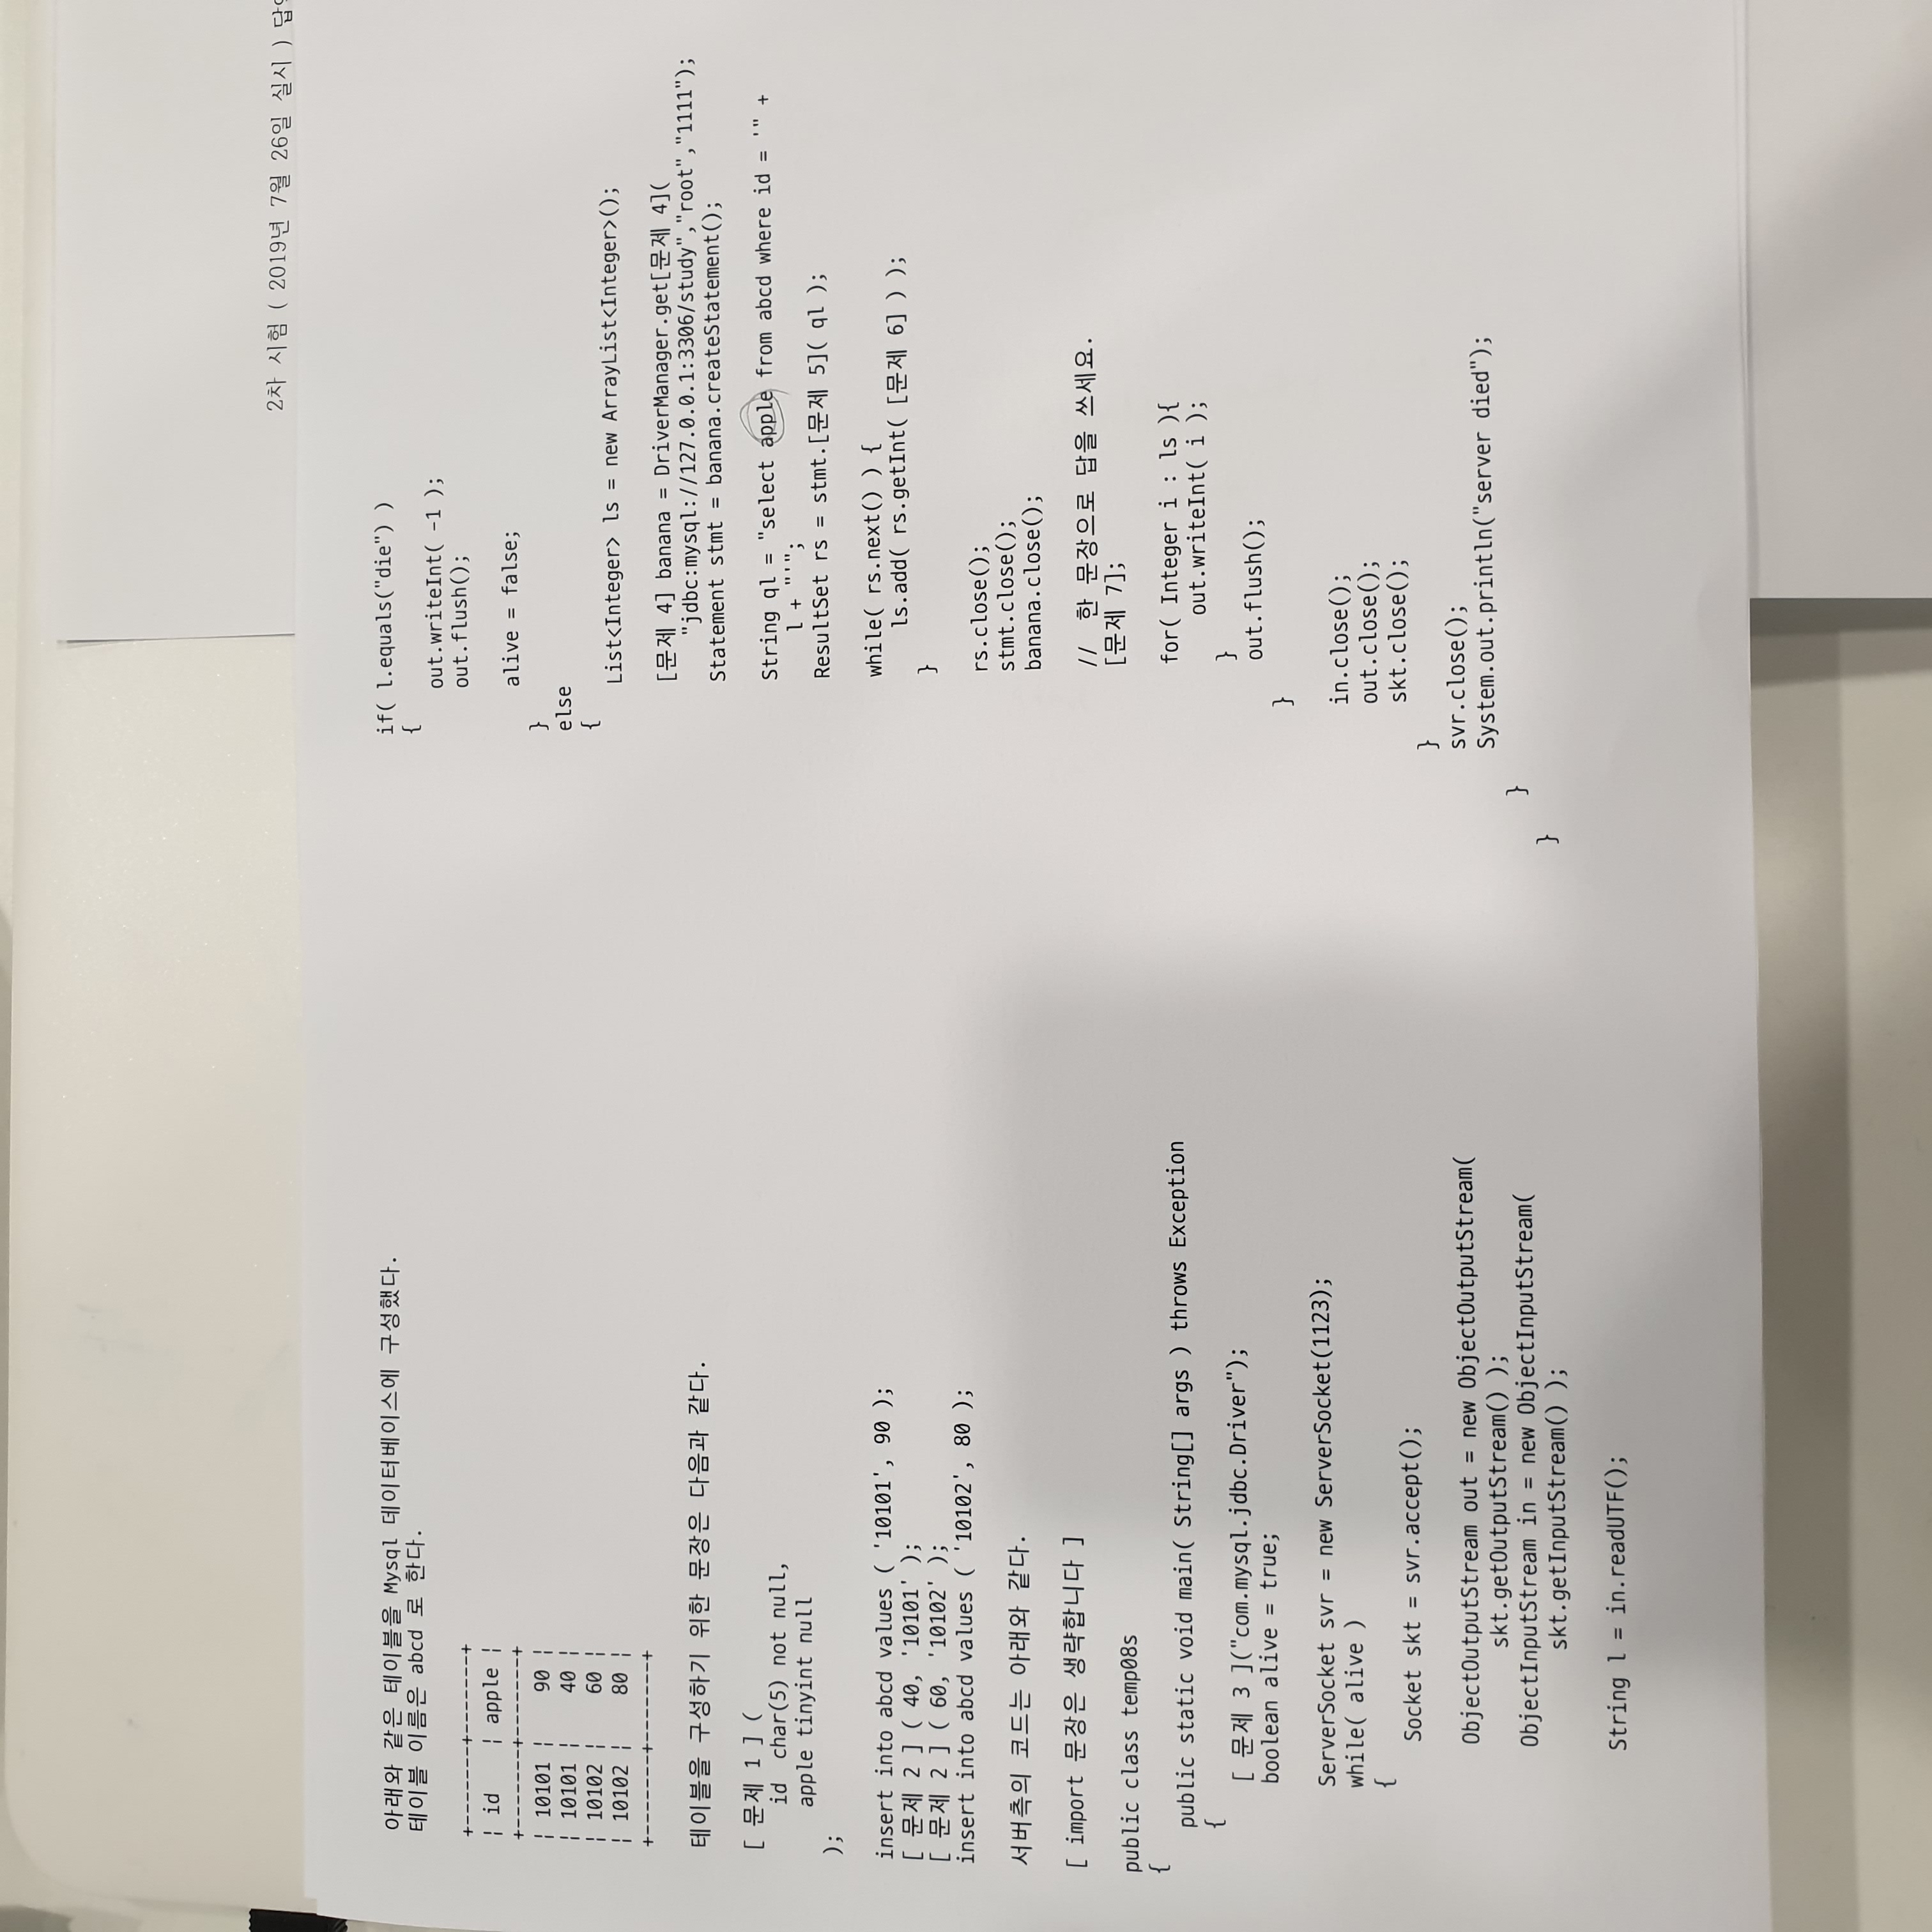 2차 시험 ( 2019년 7월 26일 실시 )
아래와 같은 테이블을 Mysql 데이터베이스에 구성했다.
테이블 이름은 abcd 로 한다.
+-------+-------+
¦ id    ¦ apple ¦
+-------+-------+
¦ 10101 ¦    90 ¦
¦ 10101 ¦    40 ¦
¦ 10102 ¦    60 ¦
¦ 10102 ¦    80 ¦
+-------+-------+
테이블을 구성하기 위한 문장은 다음과 같다.
[ 문제 1 ] (
    id  char(5) not null,
    apple tinyint null
);
insert into abcd values ( '10101', 90 );
[ 문제 2 ] ( 40, '10101' );
[ 문제 2 ] ( 60, '10102' );
insert into abcd values ( '10102', 80 );
서버측의 코드는 아래와 같다.
[ import 문장은 생략합니다 ]
public class temp08s
{
    public static void main( String[] args ) throws Exception
    {
        [ 문제 3 ]("com.mysql.jdbc.Driver");
        boolean alive = true;
        ServerSocket svr = new ServerSocket(1123);
        while( alive )
        {
            Socket skt = svr.accept();
            ObjectOutputStream out = new ObjectOutputStream(
                    skt.getOutputStream() );
            ObjectInputStream in = new ObjectInputStream(
                    skt.getInputStream() );
            String l = in.readUTF();
            if( l.equals("die") )
            {
                out.writeInt( -1 );
                out.flush();
                alive = false;
            }
            else
            {
                List<Integer> ls = new ArrayList<Integer>();
                [문제 4] banana = DriverManager.get[문제 4](
                    "jdbc:mysql://127.0.0.1:3306/study","root","1111");
                Statement stmt = banana.createStatement();
                String ql = "select apple from abcd where id = '" +
                    l + "'";
                ResultSet rs = stmt.[문제 5]( ql );
                while( rs.next() ) {
                    ls.add( rs.getInt( [문제 6] ) );
                }
                rs.close();
                stmt.close();
                banana.close();
                //  한 문장으로 답을 쓰세요.
                [문제 7];
                for( Integer i : ls ){
                    out.writeInt( i );
                }
                out.flush();
            }
            in.close();
            out.close();
            skt.close();
        }
        svr.close();
        System.out.println("server died");
    }
}